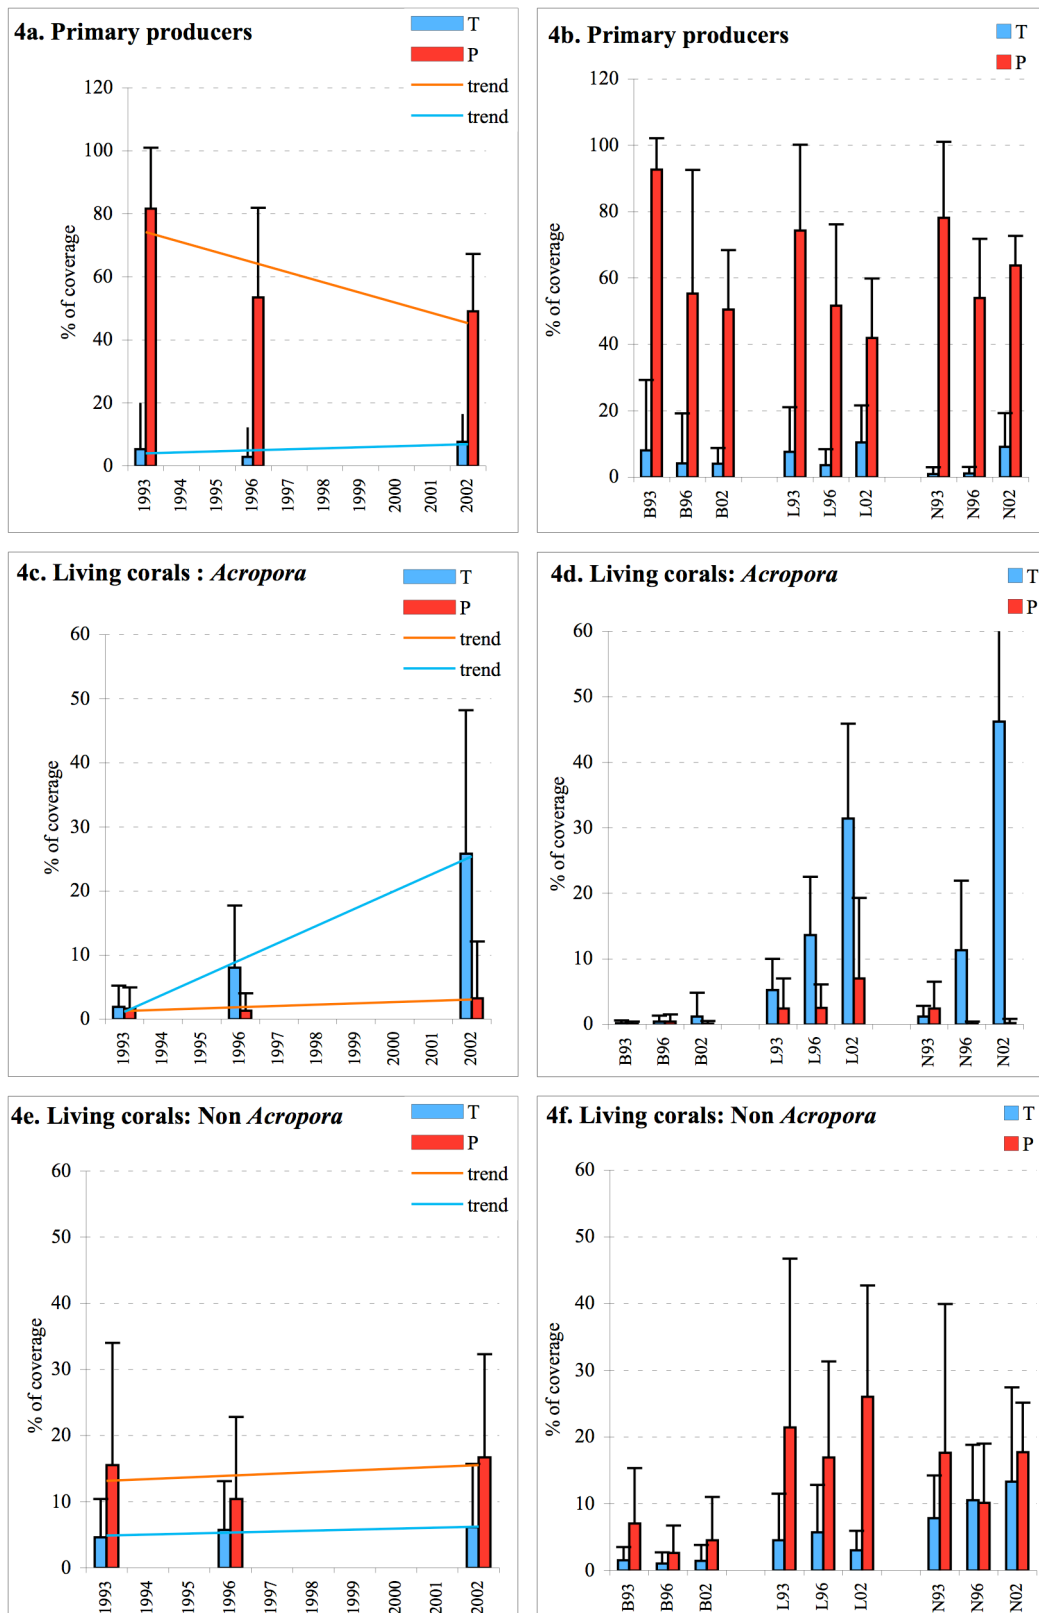 4a. Primary producers
T
P
trend
trend
120
100
80
60
40
20
0
% of coverage
1993
1994
1995
1996
1997
1998
1999
2000
2001
2002
4b. Primary producers
T
P
120
100
80
60
40
20
0
% of coverage
B93
B96
B02
L93
L96
L02
N93
N96
N02
4c. Living corals : Acropora
T
P
trend
trend
60
50
40
30
20
10
0
% of coverage
1993
1994
1995
1996
1997
1998
1999
2000
2001
2002
4d. Living corals: Acropora
T
P
60
50
40
30
20
10
0
% of coverage
B93
B96
B02
L93
L96
L02
N93
N96
N02
4e. Living corals: Non Acropora
T
P
trend
trend
60
50
40
30
20
10
0
% of coverage
1993
1994
1995
1996
1997
1998
1999
2000
2001
2002
4f. Living corals: Non Acropora
T
P
60
50
40
30
20
10
0
% of coverage
B93
B96
B02
L93
L96
L02
N93
N96
N02